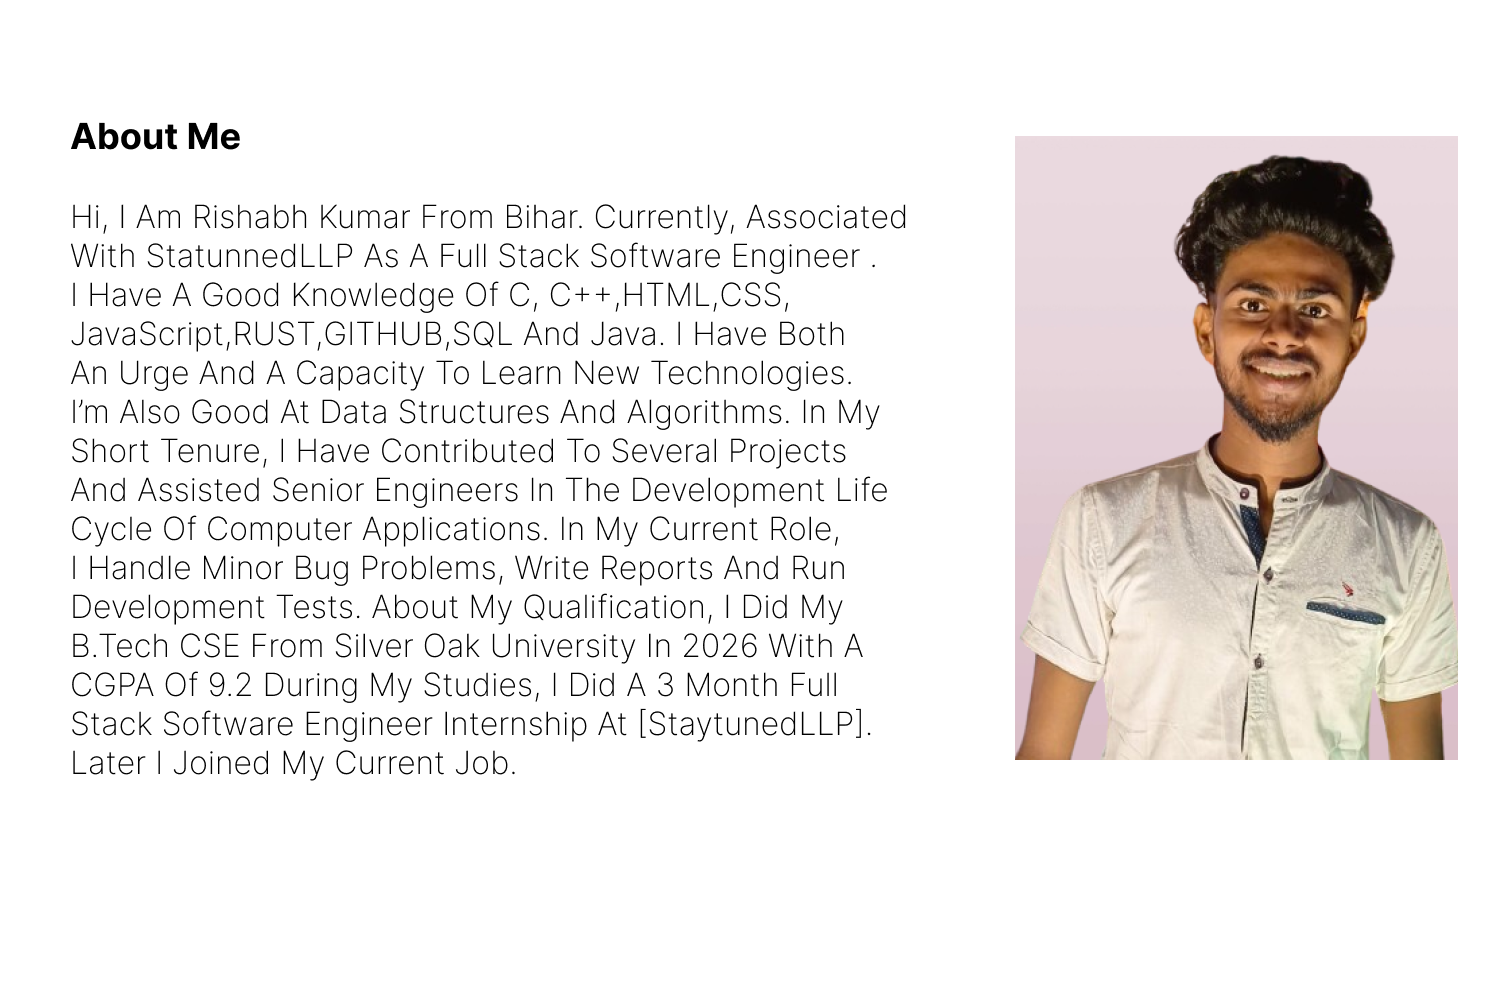 About Me
Hi, I Am Rishabh Kumar From Bihar. Currently, Associated
With StatunnedLLP As A Full Stack Software Engineer .
I Have A Good Knowledge Of C, C++,HTML,CSS,
JavaScript,RUST,GITHUB,SQL And Java. I Have Both
An Urge And A Capacity To Learn New Technologies.
I’m Also Good At Data Structures And Algorithms. In My
Short Tenure, I Have Contributed To Several Projects
And Assisted Senior Engineers In The Development Life
Cycle Of Computer Applications. In My Current Role,
I Handle Minor Bug Problems, Write Reports And Run
Development Tests. About My Qualification, I Did My
B.Tech CSE From Silver Oak University In 2026 With A
CGPA Of 9.2 During My Studies, I Did A 3 Month Full
Stack Software Engineer Internship At [StaytunedLLP].
Later I Joined My Current Job.